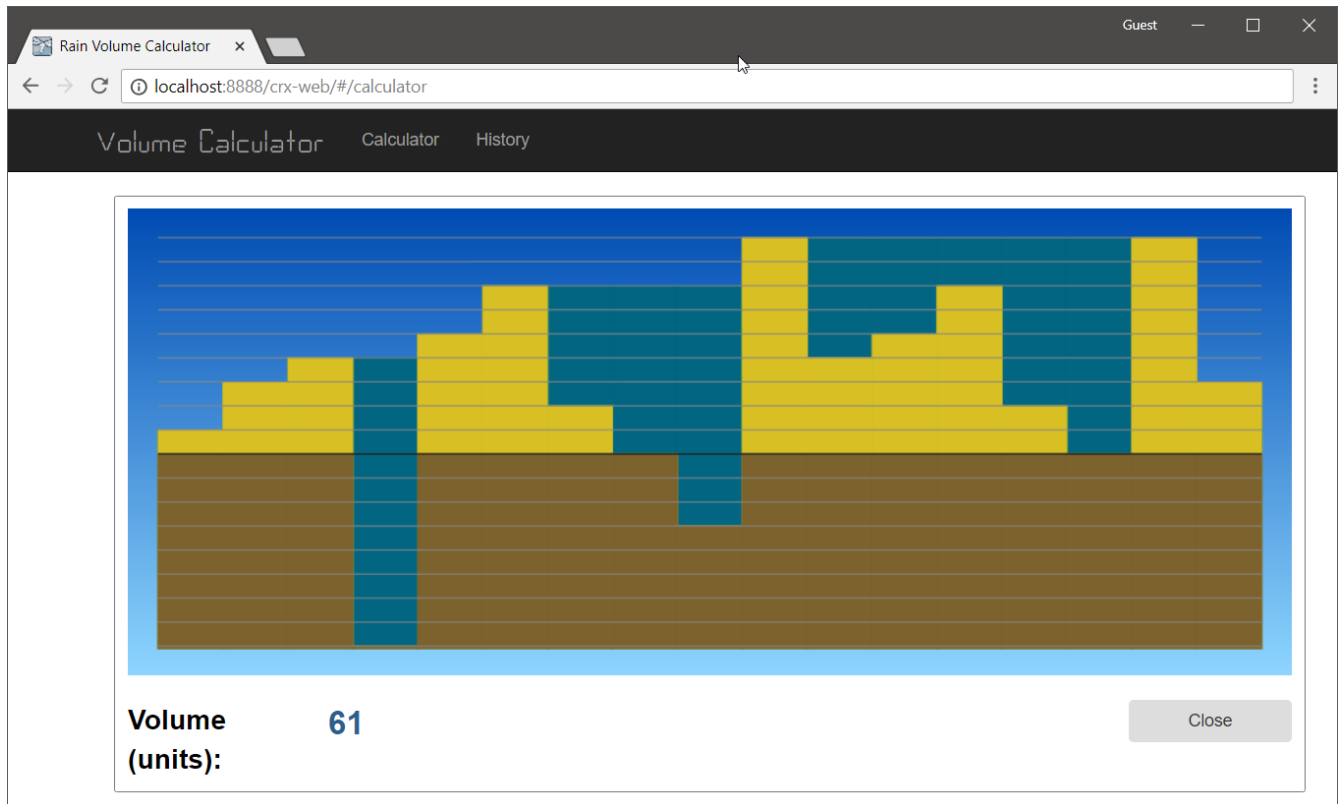 Guest
Rain Volume Calculator
localhost:8888/crx-web/#/calculator
Volume Calculator Calculator History
Volume (units): 61
Close